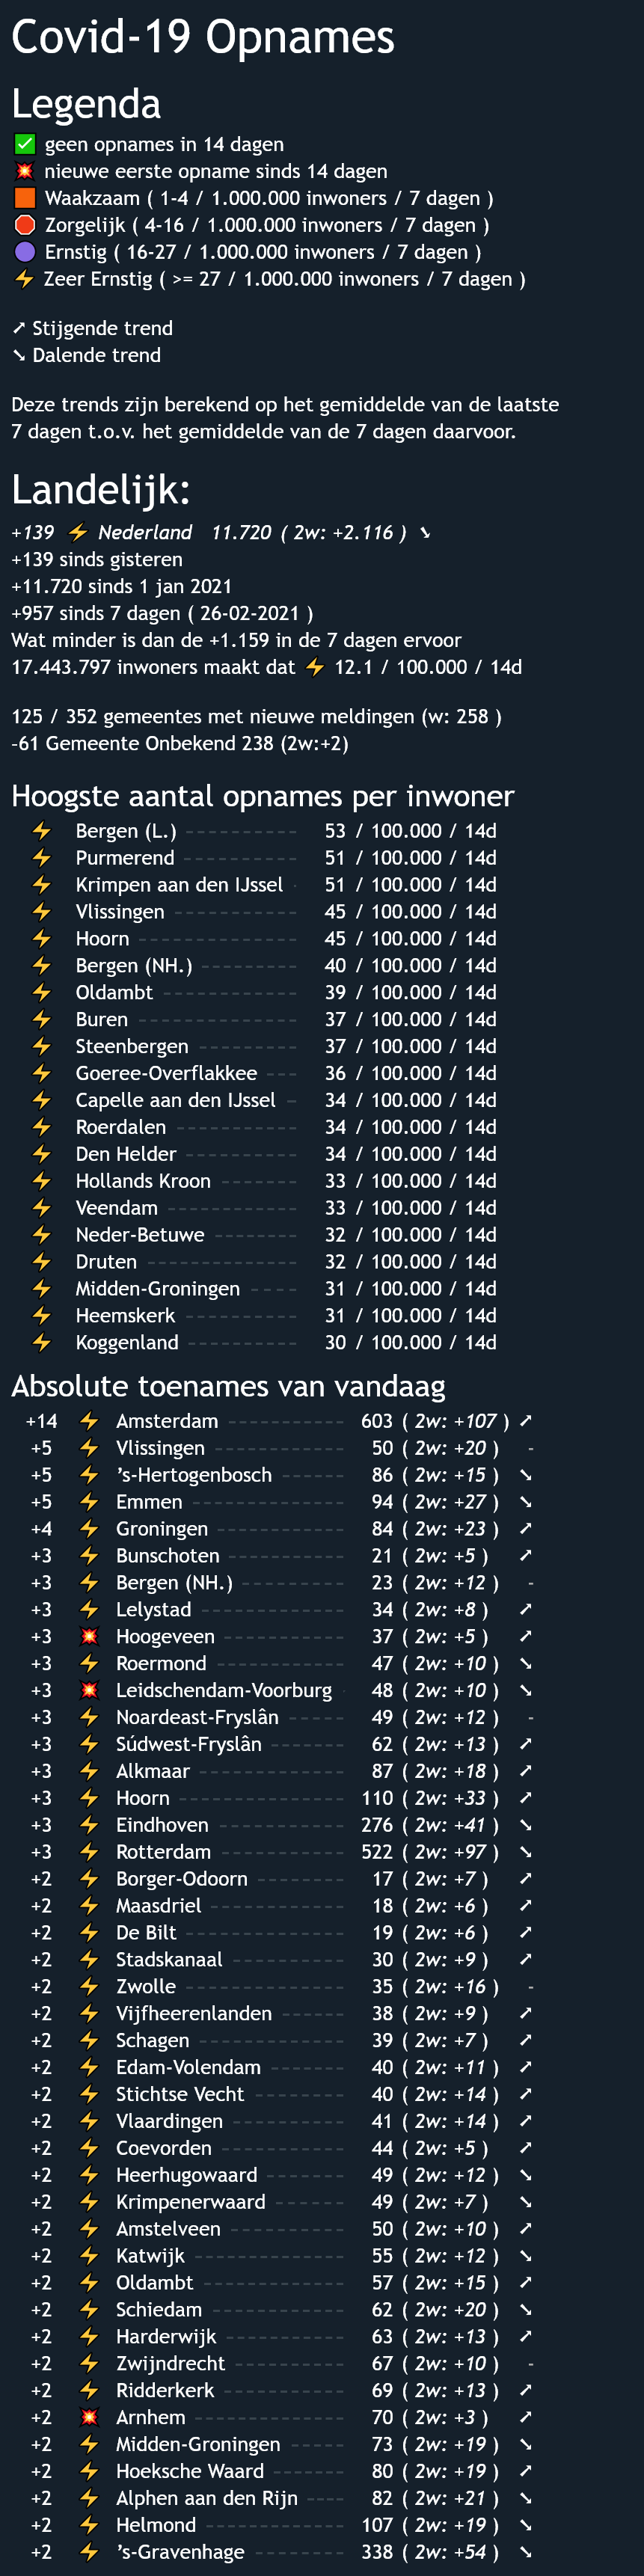 Covid-19 Opnames
Legenda
✅ geen opnames in 14 dagen
💥 nieuwe eerste opname sinds 14 dagen
🟧 Waakzaam ( 1-4 / 1.000.000 inwoners / 7 dagen )
🛑 Zorgelijk ( 4-16 / 1.000.000 inwoners / 7 dagen )
🟣 Ernstig ( 16-27 / 1.000.000 inwoners / 7 dagen )
⚡ Zeer Ernstig ( >= 27 / 1.000.000 inwoners / 7 dagen )
➚ Stijgende trend
➘ Dalende trend
Deze trends zijn berekend op het gemiddelde van de laatste
7 dagen t.o.v. het gemiddelde van de 7 dagen daarvoor.
Landelijk:
+139 ⚡ Nederland 11.720 ( 2w: +2.116 ) ➘
+139 sinds gisteren
+11.720 sinds 1 jan 2021
+957 sinds 7 dagen ( 26-02-2021 )
Wat minder is dan de +1.159 in de 7 dagen ervoor
17.443.797 inwoners maakt dat ⚡ 12.1 / 100.000 / 14d
125 / 352 gemeentes met nieuwe meldingen (w: 258 )
-61 Gemeente Onbekend 238 (2w:+2)
Hoogste aantal opnames per inwoner
⚡ Bergen (L.) 53 / 100.000 / 14d
⚡ Purmerend 51 / 100.000 / 14d
⚡ Krimpen aan den IJssel 51 / 100.000 / 14d
⚡ Vlissingen 45 / 100.000 / 14d
⚡ Hoorn 45 / 100.000 / 14d
⚡ Bergen (NH.) 40 / 100.000 / 14d
⚡ Oldambt 39 / 100.000 / 14d
⚡ Buren 37 / 100.000 / 14d
⚡ Steenbergen 37 / 100.000 / 14d
⚡ Goeree-Overflakkee 36 / 100.000 / 14d
⚡ Capelle aan den IJssel 34 / 100.000 / 14d
⚡ Roerdalen 34 / 100.000 / 14d
⚡ Den Helder 34 / 100.000 / 14d
⚡ Hollands Kroon 33 / 100.000 / 14d
⚡ Veendam 33 / 100.000 / 14d
⚡ Neder-Betuwe 32 / 100.000 / 14d
⚡ Druten 32 / 100.000 / 14d
⚡ Midden-Groningen 31 / 100.000 / 14d
⚡ Heemskerk 31 / 100.000 / 14d
⚡ Koggenland 30 / 100.000 / 14d
Absolute toenames van vandaag
+14 ⚡ Amsterdam 603 ( 2w: +107 ) ➚
+5 ⚡ Vlissingen 50 ( 2w: +20 ) -
+5 ⚡ 's-Hertogenbosch 86 ( 2w: +15 ) ➘
+5 ⚡ Emmen 94 ( 2w: +27 ) ➘
+4 ⚡ Groningen 84 ( 2w: +23 ) ➚
+3 ⚡ Bunschoten 21 ( 2w: +5 ) ➚
+3 ⚡ Bergen (NH.) 23 ( 2w: +12 ) -
+3 ⚡ Lelystad 34 ( 2w: +8 ) ➚
+3 💥 Hoogeveen 37 ( 2w: +5 ) ➚
+3 ⚡ Roermond 47 ( 2w: +10 ) ➘
+3 💥 Leidschendam-Voorburg 48 ( 2w: +10 ) ➘
+3 ⚡ Noardeast-Fryslân 49 ( 2w: +12 ) -
+3 ⚡ Súdwest-Fryslân 62 ( 2w: +13 ) ➚
+3 ⚡ Alkmaar 87 ( 2w: +18 ) ➚
+3 ⚡ Hoorn 110 ( 2w: +33 ) ➚
+3 ⚡ Eindhoven 276 ( 2w: +41 ) ➘
+3 ⚡ Rotterdam 522 ( 2w: +97 ) ➘
+2 ⚡ Borger-Odoorn 17 ( 2w: +7 ) ➚
+2 ⚡ Maasdriel 18 ( 2w: +6 ) ➚
+2 ⚡ De Bilt 19 ( 2w: +6 ) ➚
+2 ⚡ Stadskanaal 30 ( 2w: +9 ) ➚
+2 ⚡ Zwolle 35 ( 2w: +16 ) -
+2 ⚡ Vijfheerenlanden 38 ( 2w: +9 ) ➚
+2 ⚡ Schagen 39 ( 2w: +7 ) ➚
+2 ⚡ Edam-Volendam 40 ( 2w: +11 ) ➚
+2 ⚡ Stichtse Vecht 40 ( 2w: +14 ) ➚
+2 ⚡ Vlaardingen 41 ( 2w: +14 ) ➚
+2 ⚡ Coevorden 44 ( 2w: +5 ) ➚
+2 ⚡ Heerhugowaard 49 ( 2w: +12 ) ➘
+2 ⚡ Krimpenerwaard 49 ( 2w: +7 ) ➘
+2 ⚡ Amstelveen 50 ( 2w: +10 ) ➚
+2 ⚡ Katwijk 55 ( 2w: +12 ) ➘
+2 ⚡ Oldambt 57 ( 2w: +15 ) ➚
+2 ⚡ Schiedam 62 ( 2w: +20 ) ➘
+2 ⚡ Harderwijk 63 ( 2w: +13 ) ➚
+2 ⚡ Zwijndrecht 67 ( 2w: +10 ) -
+2 ⚡ Ridderkerk 69 ( 2w: +13 ) ➚
+2 💥 Arnhem 70 ( 2w: +3 ) ➚
+2 ⚡ Midden-Groningen 73 ( 2w: +19 ) ➘
+2 ⚡ Hoeksche Waard 80 ( 2w: +19 ) ➚
+2 ⚡ Alphen aan den Rijn 82 ( 2w: +21 ) ➘
+2 ⚡ Helmond 107 ( 2w: +19 ) ➘
+2 ⚡ 's-Gravenhage 338 ( 2w: +54 ) ➘